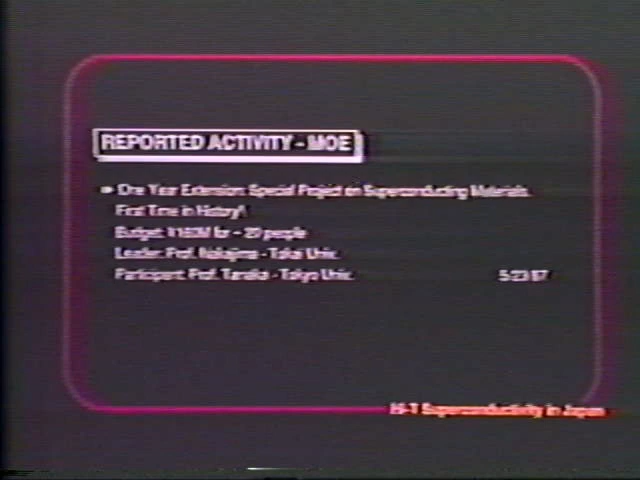 REPORTED ACTIVITY - MOE
One Year Extension: Special Project on Superconducting Materials.
First Time in History!
Budget: ¥160M for ~ 20 people
Leader: Prof. Nakajima - Tokai Univ.
Participant: Prof. Tanaka - Tokyo Univ.
5/23/87
Hi-T Superconductivity in Japan